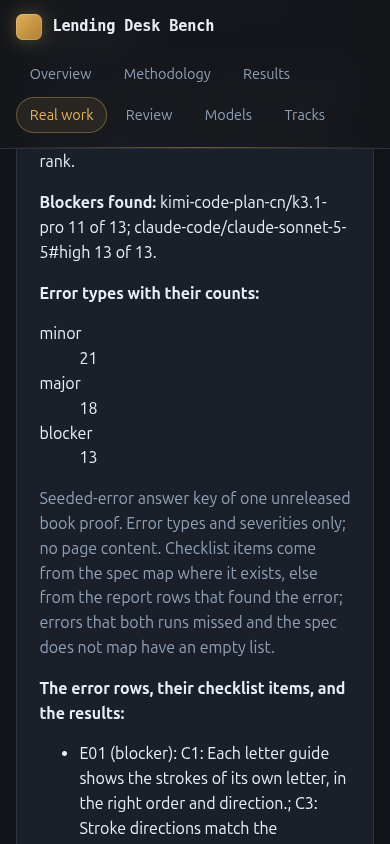 Lending Desk Bench
Overview Methodology Results
Real work Review Models Tracks
rank.
Blockers found: kimi-code-plan-cn/k3.1-
pro 11 of 13; claude-code/claude-sonnet-5-
5#high 13 of 13.
Error types with their counts:
minor
21
major
18
blocker
13
Seeded-error answer key of one unreleased
book proof. Error types and severities only;
no page content. Checklist items come
from the spec map where it exists, else
from the report rows that found the error;
errors that both runs missed and the spec
does not map have an empty list.
The error rows, their checklist items, and
the results:
• E01 (blocker): C1: Each letter guide
shows the strokes of its own letter, in
the right order and direction.; C3:
Stroke directions match the